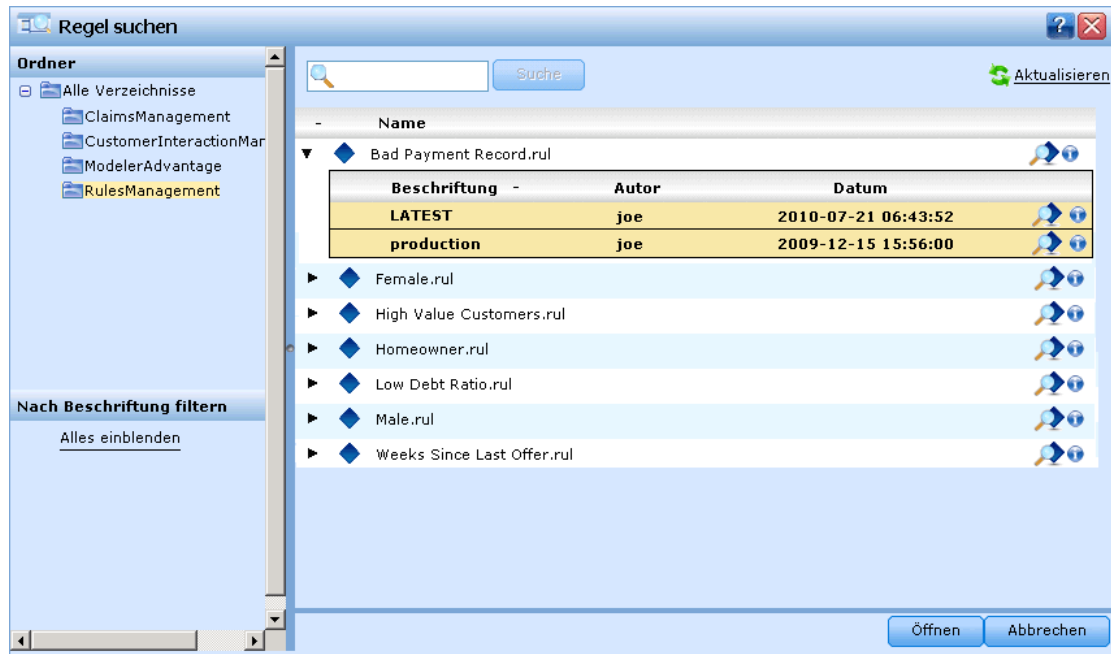 Regel suchen
Ordner
Alle Verzeichnisse
ClaimsManagement
CustomerInteractionMar
ModelerAdvantage
RulesManagement
Nach Beschriftung filtern
Alles einblenden
Suche
Aktualisieren
- Name
Bad Payment Record.rul
Beschriftung - Autor Datum
LATEST joe 2010-07-21 06:43:52
production joe 2009-12-15 15:56:00
Female.rul
High Value Customers.rul
Homeowner.rul
Low Debt Ratio.rul
Male.rul
Weeks Since Last Offer.rul
Öffnen Abbrechen